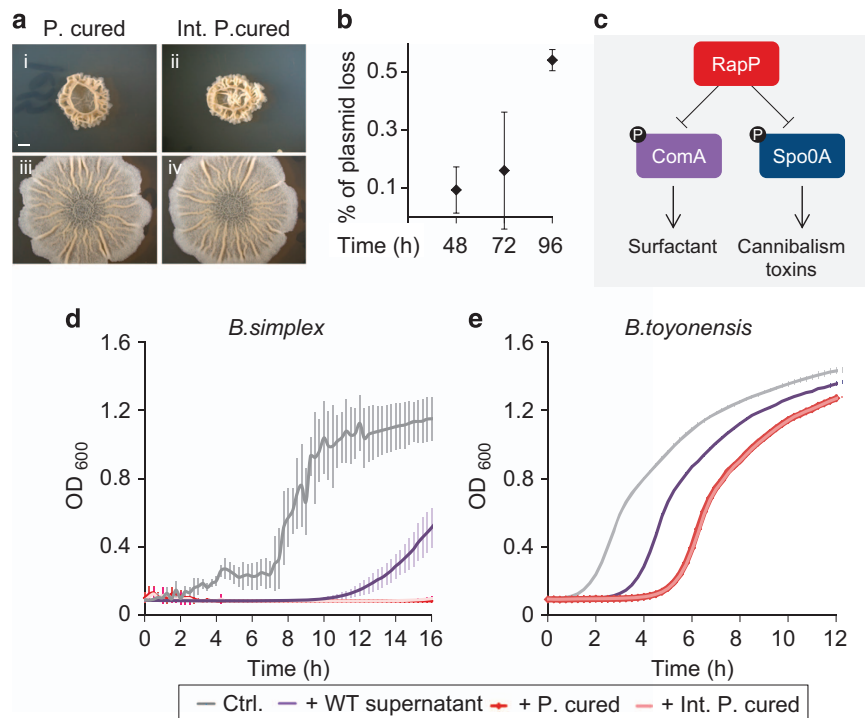 a
P. cured Int. P.cured
i
ii
iii
iv
b
% of plasmid loss
0.5
0.3
0.1
Time (h) 48 72 96
c
RapP
P
ComA
P
Spo0A
Surfactant
Cannibalism
toxins
d
B.simplex
OD 600
1.6
1.2
0.8
0.4
0
0 2 4 6 8 10 12 14 16
Time (h)
e
B.toyonensis
OD 600
1.6
1.2
0.8
0.4
0
0 2 4 6 8 10 12
Time (h)
Ctrl. + WT supernatant + P. cured + Int. P. cured